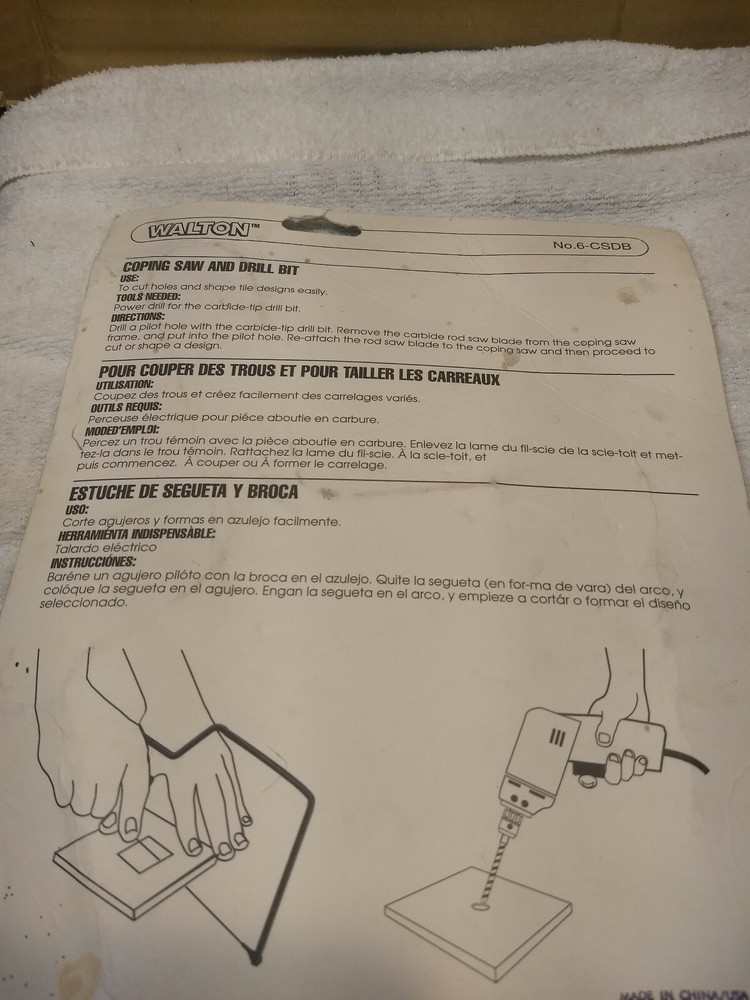 WALTON™
No.6-CSDB
COPING SAW AND DRILL BIT
USE:
To cut holes and shape tile designs easily.
TOOLS NEEDED:
Power drill for the carbide-tip drill bit.
DIRECTIONS:
Drill a pilot hole with the carbide-tip drill bit. Remove the carbide rod saw blade from the coping saw
frame, and put into the pilot hole. Re-attach the rod saw blade to the coping saw and then proceed to
cut or shape a design.
POUR COUPER DES TROUS ET POUR TAILLER LES CARREAUX
UTILISATION:
Coupez des trous et créez facilement des carrelages variés.
OUTILS REQUIS:
Perceuse électrique pour piéce aboutie en carbure.
MODED'EMPLOI:
Percez un trou témoin avec la pièce aboutie en carbure. Enlevez la lame du fil-scie de la scie-toit et met-
tez-la dans le trou témoin. Rattachez la lame du fil-scie. À la scie-toit, et
puis commencez. À couper ou À former le carrelage.
ESTUCHE DE SEGUETA Y BROCA
USO:
Corte agujeros y formas en azulejo facilmente.
HERRAMIÉNTA INDISPENSÀBLE:
Talardo eléctrico
INSTRUCCIÓNES:
Baréne un agujero pilóto con la broca en el azulejo. Quite la segueta (en for-ma de vara) del arco, y
colóque la segueta en el agujero. Engan la segueta en el arco, y empieze a cortár o formar el diseño
seleccionado.
MADE IN CHINA/USA